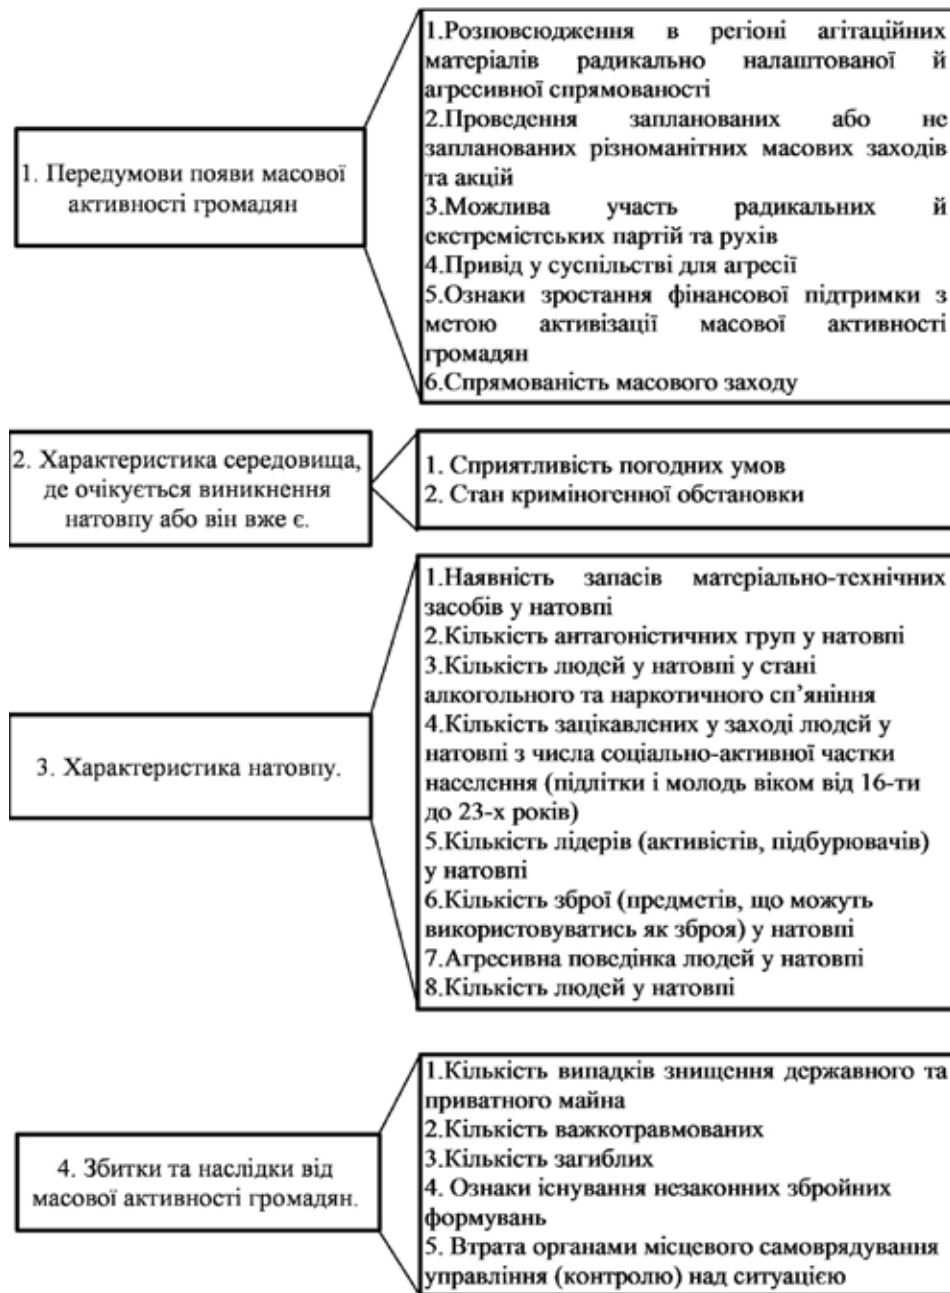 1. Передумови появи масової
активності громадян
1.Розповсюдження в регіоні агітаційних
матеріалів радикально налаштованої й
агресивної спрямованості
2.Проведення запланованих або не
запланованих різноманітних масових заходів
та акцій
3.Можлива участь радикальних й
екстремістських партій та рухів
4.Привід у суспільстві для агресії
5.Ознаки зростання фінансової підтримки з
метою активізації масової активності
громадян
6.Спрямованість масового заходу
2. Характеристика середовища,
де очікується виникнення
натовпу або він вже є.
1. Сприятливість погодних умов
2. Стан криміногенної обстановки
3. Характеристика натовпу.
1.Наявність запасів матеріально-технічних
засобів у натовпі
2.Кількість антагоністичних груп у натовпі
3.Кількість людей у натовпі у стані
алкогольного та наркотичного сп’яніння
4.Кількість зацікавлених у заході людей у
натовпі з числа соціально-активної частки
населення (підлітки і молодь віком від 16-ти
до 23-х років)
5.Кількість лідерів (активістів, підбурювачів)
у натовпі
6.Кількість зброї (предметів, що можуть
використовуватись як зброя) у натовпі
7.Агресивна поведінка людей у натовпі
8.Кількість людей у натовпі
4. Збитки та наслідки від
масової активності громадян.
1.Кількість випадків знищення державного та
приватного майна
2.Кількість важкотравмованих
3.Кількість загиблих
4. Ознаки існування незаконних збройних
формувань
5. Втрата органами місцевого самоврядування
управління (контролю) над ситуацією